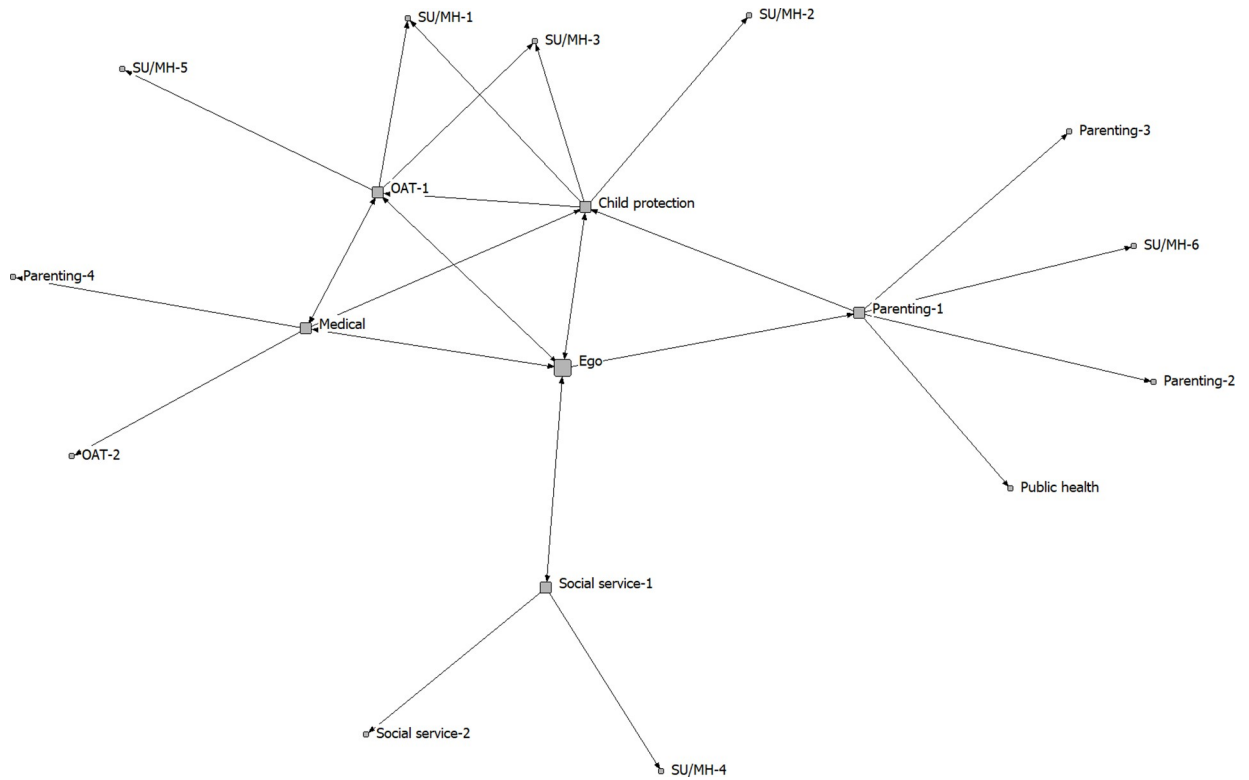 SU/MH-1
SU/MH-2
SU/MH-3
SU/MH-5
Parenting-3
OAT-1
Child protection
SU/MH-6
Parenting-4
Parenting-1
Medical
Ego
Parenting-2
OAT-2
Public health
Social service-1
Social service-2
SU/MH-4